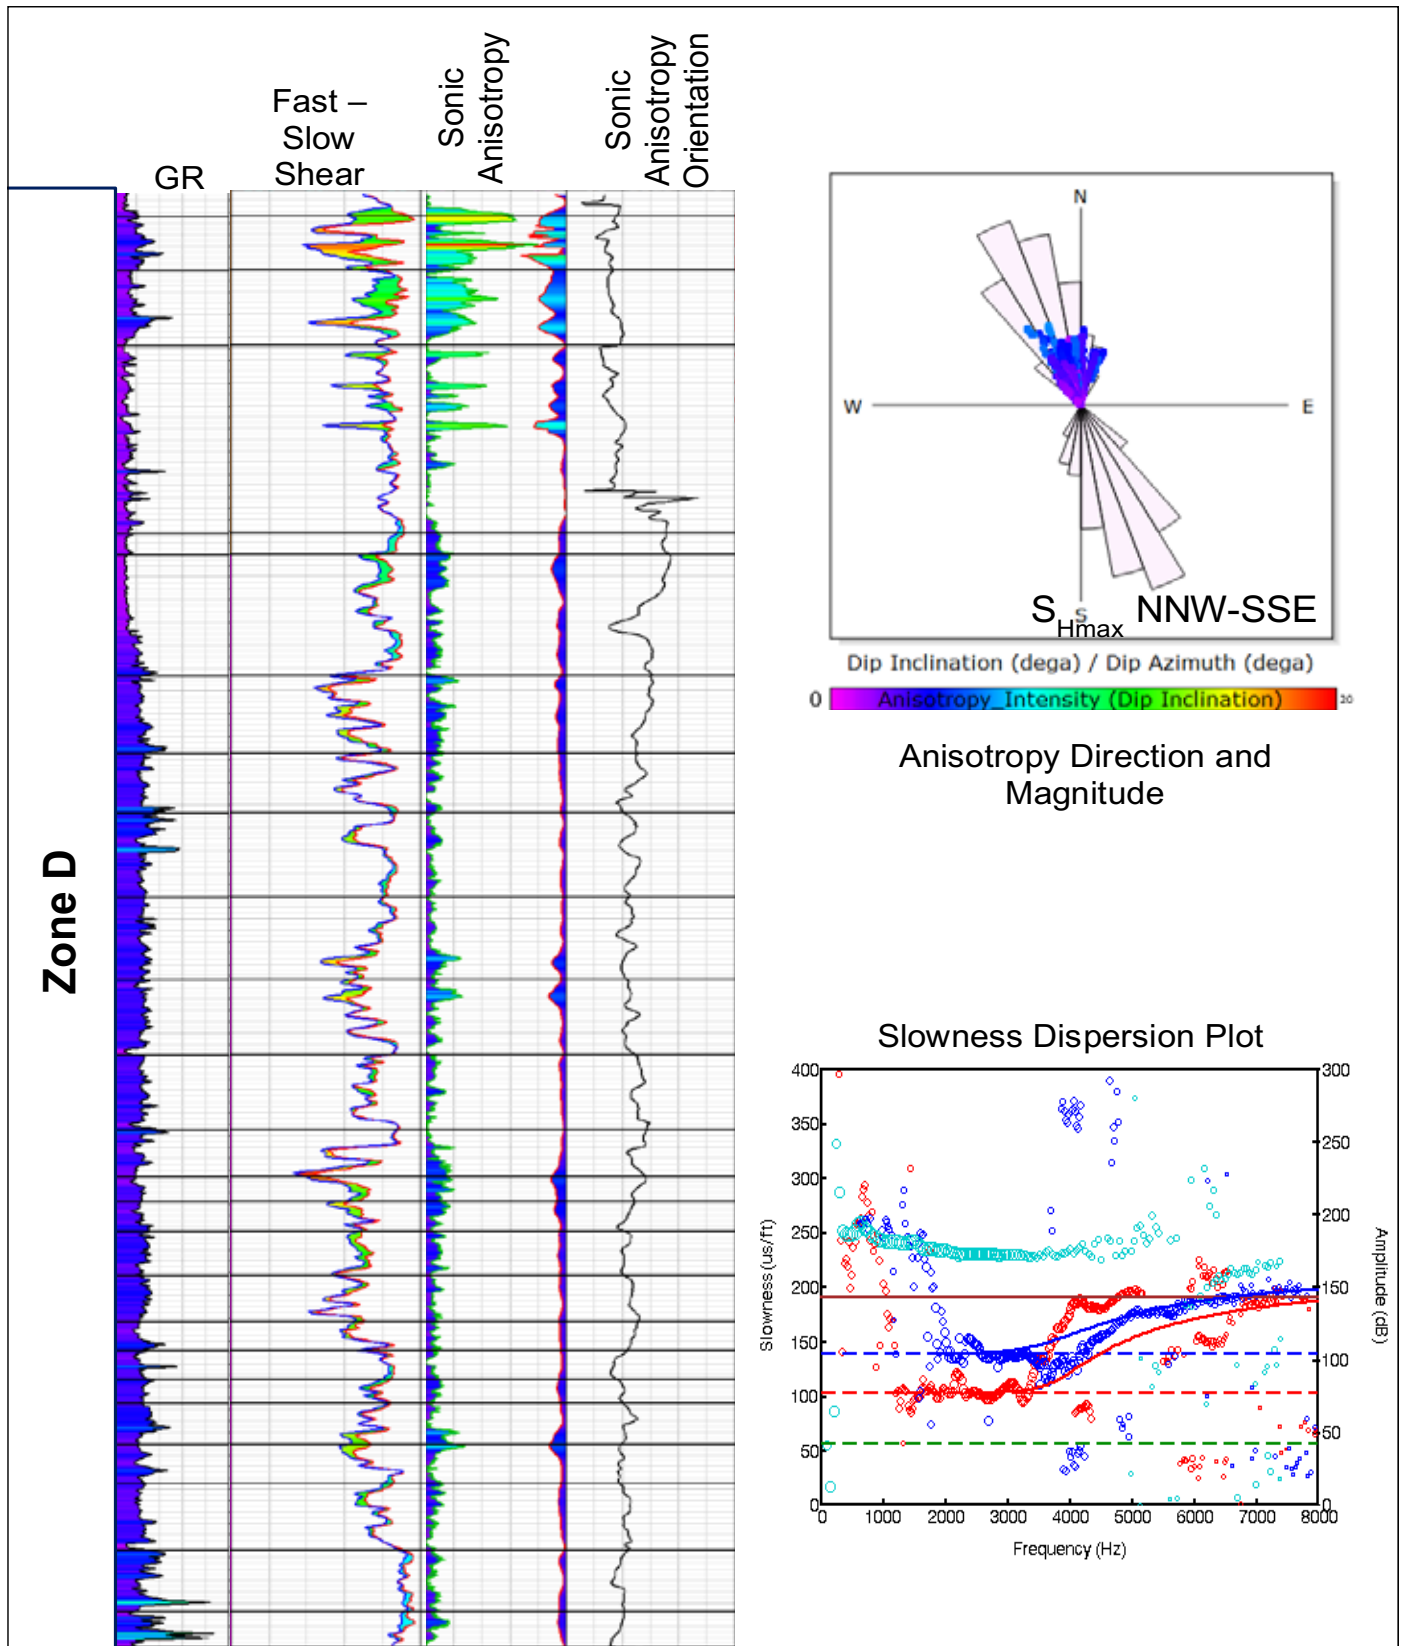 GR
Fast –
Slow
Shear
Sonic
Anisotropy
Sonic
Anisotropy
Orientation
Zone D
N
W
E
S
SHmax NNW-SSE
Dip Inclination (dega) / Dip Azimuth (dega)
0 Anisotropy_Intensity (Dip Inclination) 20
Anisotropy Direction and
Magnitude
Slowness Dispersion Plot
400
350
300
250
200
150
100
50
0
Slowness (us/ft)
300
250
200
150
100
50
0
Amplitude (dB)
0 1000 2000 3000 4000 5000 6000 7000 8000
Frequency (Hz)